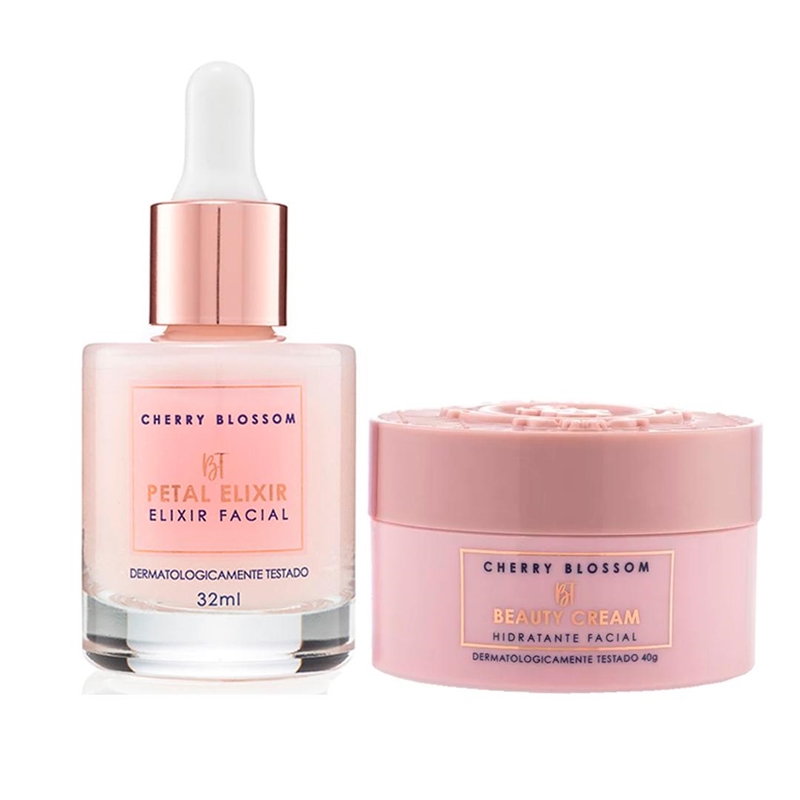 CHERRY BLOSSOM
BT
PETAL ELIXIR
ELIXIR FACIAL
DERMATOLOGICAMENTE TESTADO
32ml
CHERRY BLOSSOM
BT
BEAUTY CREAM
HIDRATANTE FACIAL
DERMATOLOGICAMENTE TESTADO 40g